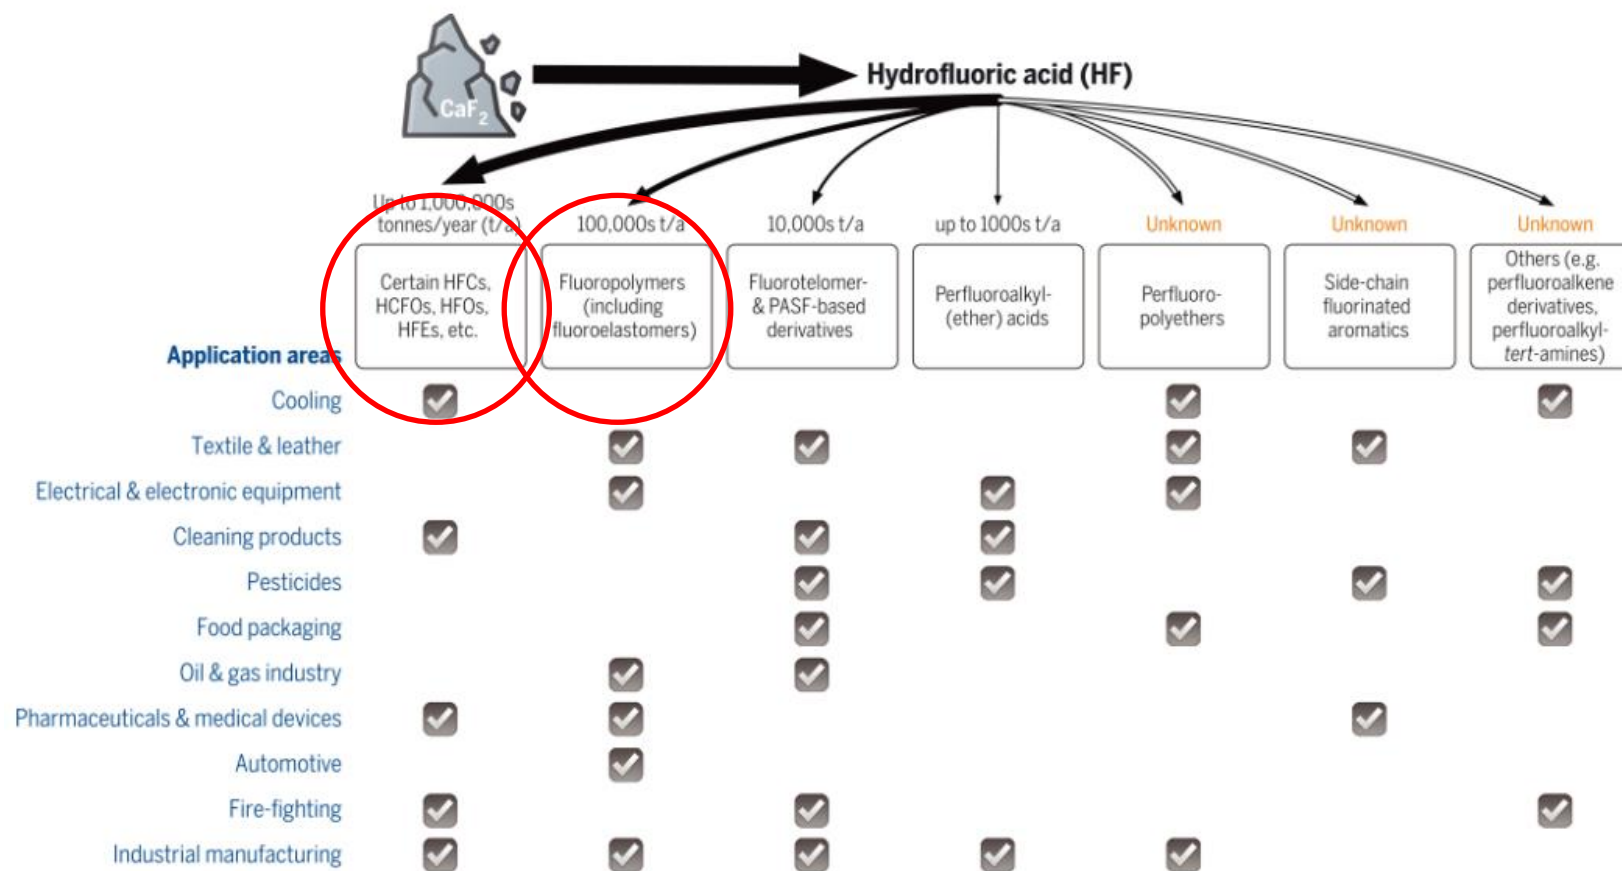 CaF2
Hydrofluoric acid (HF)
Up to 1,000,000s
tonnes/year (t/a)
100,000s t/a
10,000s t/a
up to 1000s t/a
Unknown
Unknown
Unknown
Certain HFCs,
HCFOs, HFOs,
HFEs, etc.
Fluoropolymers
(including
fluoroelastomers)
Fluorotelomer-
& PASF-based
derivatives
Perfluoroalkyl-
(ether) acids
Perfluoro-
polyethers
Side-chain
fluorinated
aromatics
Others (e.g.
perfluoroalkene
derivatives,
perfluoroalkyl-
tert-amines)
Application areas
Cooling
Textile & leather
Electrical & electronic equipment
Cleaning products
Pesticides
Food packaging
Oil & gas industry
Pharmaceuticals & medical devices
Automotive
Fire-fighting
Industrial manufacturing